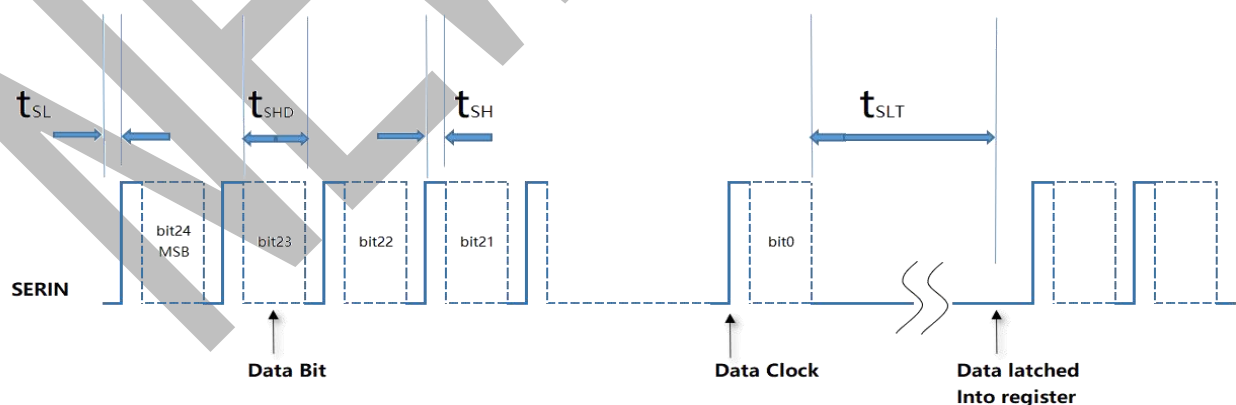 tSL
tSHD
tSH
tSLT
bit24
MSB
bit23
bit22
bit21
bit0
SERIN
Data Bit
Data Clock
Data latched
Into register